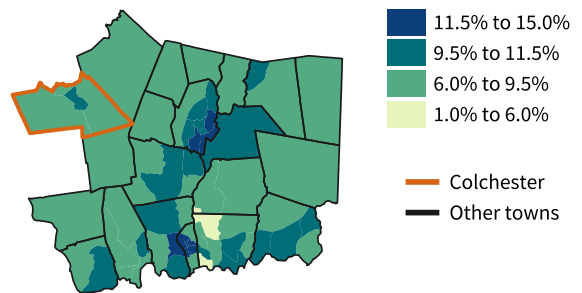 11.5% to 15.0%
9.5% to 11.5%
6.0% to 9.5%
1.0% to 6.0%
Colchester
Other towns